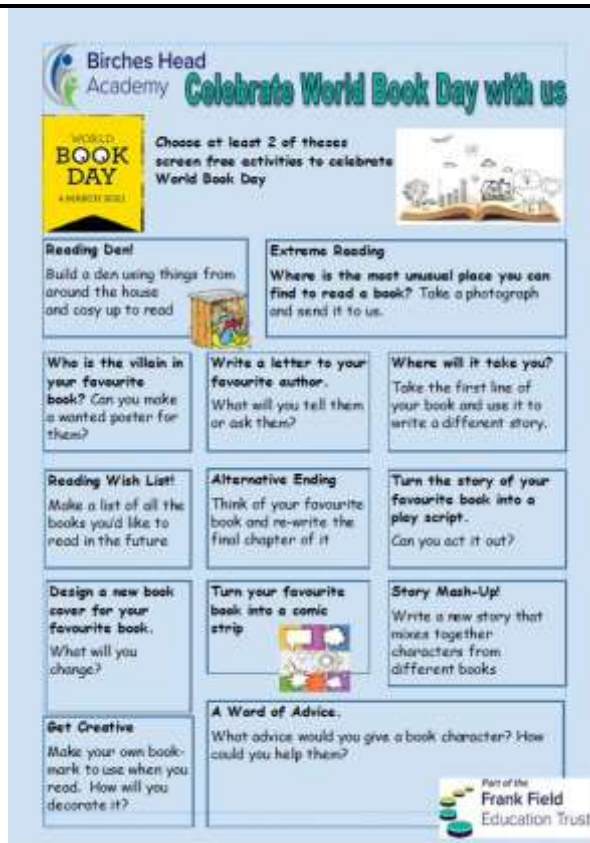 Birches Head
Academy
Celebrate World Book Day with us
WORLD
BOOK
DAY
4 MARCH 2021
Choose at least 2 of theses
screen free activities to celebrate
World Book Day
Reading Den!
Build a den using things from
around the house
and cosy up to read
Extreme Reading
Where is the most unusual place you can
find to read a book? Take a photograph
and send it to us.
Who is the villain in
your favourite
book? Can you make
a wanted poster for
them?
Write a letter to your
favourite author.
What will you tell them
or ask them?
Where will it take you?
Take the first line of
your book and use it to
write a different story.
Reading Wish List!
Make a list of all the
books you'd like to
read in the future
Alternative Ending
Think of your favourite
book and re-write the
final chapter of it
Turn the story of your
favourite book into a
play script.
Can you act it out?
Design a new book
cover for your
favourite book.
What will you
change?
Turn your favourite
book into a comic
strip
Story Mash-Up!
Write a new story that
mixes together
characters from
different books
Get Creative
Make your own book-
mark to use when you
read. How will you
decorate it?
A Word of Advice.
What advice would you give a book character? How
could you help them?
Part of the
Frank Field
Education Trust